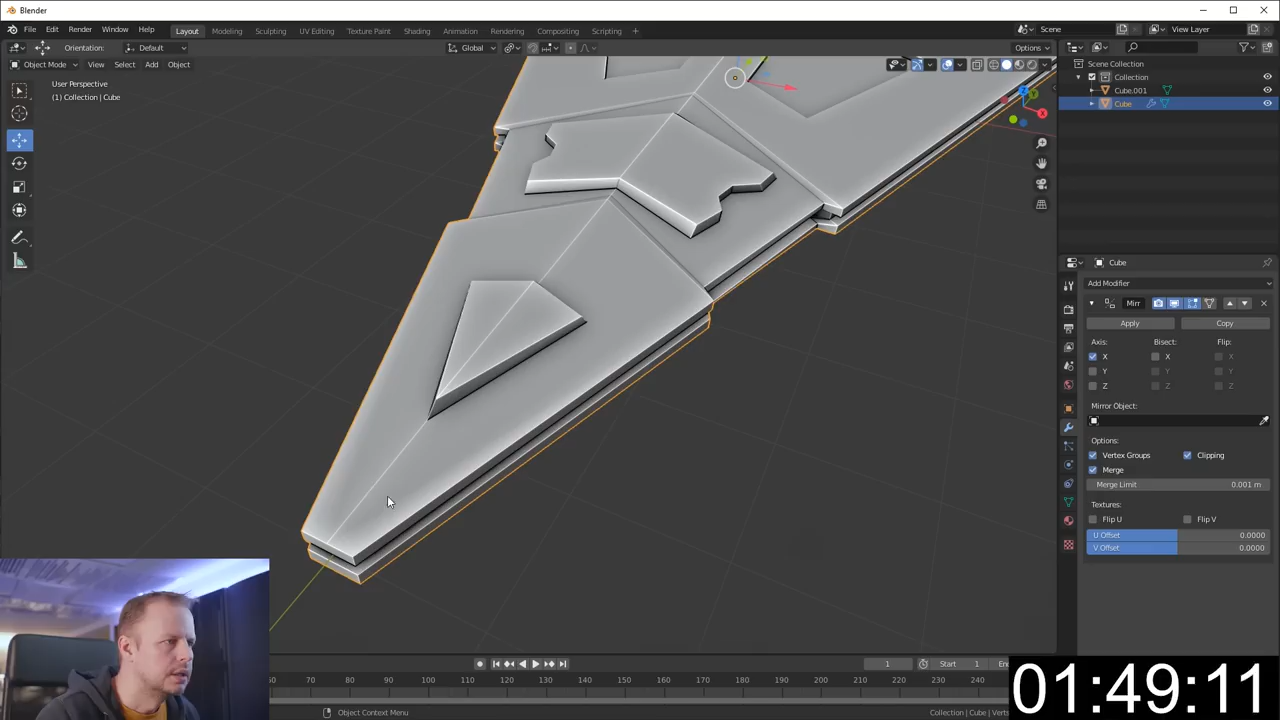 Blender
File Edit Render Window Help Layout Modeling Sculpting UV Editing Texture Paint Shading Animation Rendering Compositing Scripting + Scene View Layer
Orientation: Default Global Options
Object Mode View Select Add Object
User Perspective
(1) Collection | Cube
Scene Collection
Collection
Cube.001
Cube
Cube
Add Modifier
Mirr
Apply Copy
Axis: Bisect: Flip:
X X X
Y Y Y
Z Z Z
Mirror Object:
Options:
Vertex Groups Clipping
Merge
Merge Limit 0.001 m
Textures:
Flip U Flip V
U Offset 0.0000
V Offset 0.0000
1 Start 1
70 80 90 100 110 120 130 140 150 160 170 180 190 200 210 220 230 240
Object Context Menu Collection | Cube
01:49:11